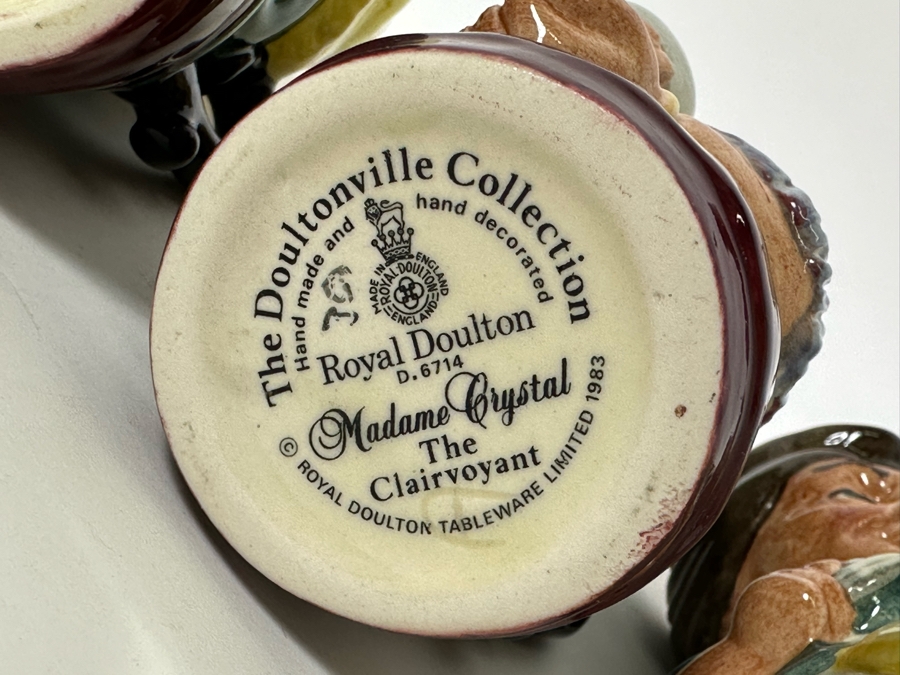 The Doultonville Collection
Hand made and hand decorated
MADE IN ENGLAND
ROYAL·DOULTON
ENGLAND
Royal Doulton
D.6714
Madame Crystal
The
Clairvoyant
© ROYAL DOULTON TABLEWARE LIMITED 1983